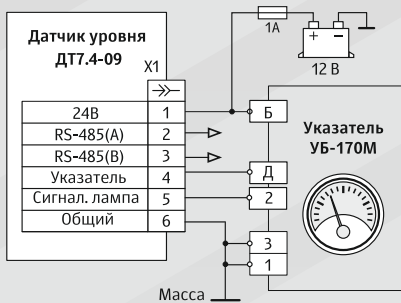 Датчик уровня
ДТ7.4-09
X1
24В 1
RS-485(А) 2
RS-485(В) 3
Указатель 4
Сигнал. лампа 5
Общий 6
1А
+ -
12 В
Б
Д
2
3
1
Указатель
УБ-170М
Масса